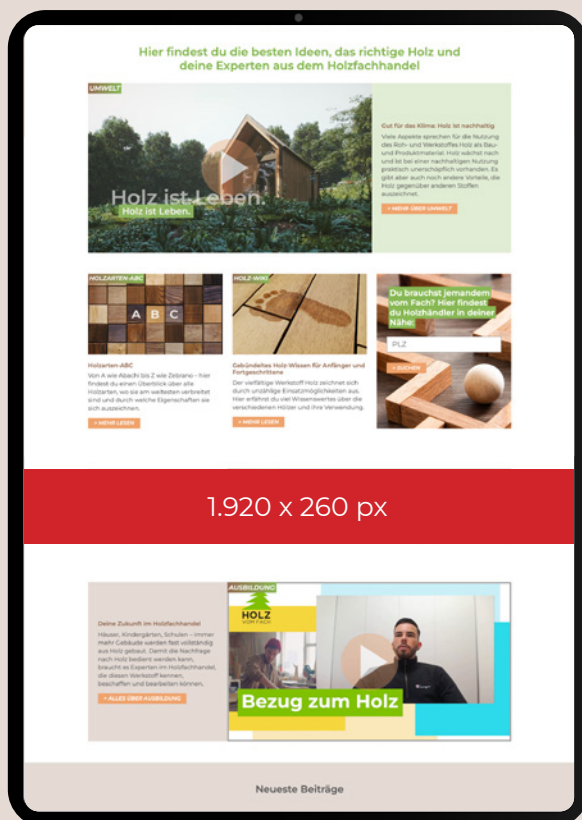 Hier findest du die besten Ideen, das richtige Holz und
deine Experten aus dem Holzfachhandel
UMWELT
Holz ist Leben.
Holz ist Leben.
Gut für das Klima: Holz ist nachhaltig
Viele Aspekte sprechen für die Nutzung
des Roh- und Werkstoffes Holz als Bau-
und Produktmaterial. Holz wächst nach
und ist bei einer nachhaltigen Nutzung
praktisch unerschöpflich vorhanden. Es
gibt aber auch noch andere Vorteile, die
Holz gegenüber anderen Stoffen
auszeichnet.
+ MEHR ÜBER UMWELT
HOLZARTEN-ABC
A B C
Holzarten-ABC
Von A wie Abachi bis Z wie Zebrano – hier
findest du einen Überblick über alle
Holzarten, wo sie am weitesten verbreitet
sind und durch welche Eigenschaften sie
sich auszeichnen.
+ MEHR LESEN
HOLZ WIKI
Gebündeltes Holz-Wissen für Anfänger und
Fortgeschrittene
Der vielfältige Werkstoff Holz zeichnet sich
durch unzählige Einsatzmöglichkeiten aus.
Hier erfährst du viel Wissenswertes über die
verschiedenen Hölzer und ihre Verwendung.
+ MEHR LESEN
Du brauchst jemandem
vom Fach? Hier findest
du Holzhändler in deiner
Nähe:
PLZ
+ SUCHEN
1.920 x 260 px
Deine Zukunft im Holzfachhandel
Häuser, Kindergärten, Schulen – immer
mehr Gebäude werden fast vollständig
aus Holz gebaut. Damit die Nachfrage
nach Holz bedient werden kann,
braucht es Experten im Holzfachhandel,
die diesen Werkstoff kennen,
beschaffen und bearbeiten können.
+ ALLES ÜBER AUSBILDUNG
AUSBILDUNG
HOLZ
VOM FACH
Bezug zum Holz
Neueste Beiträge